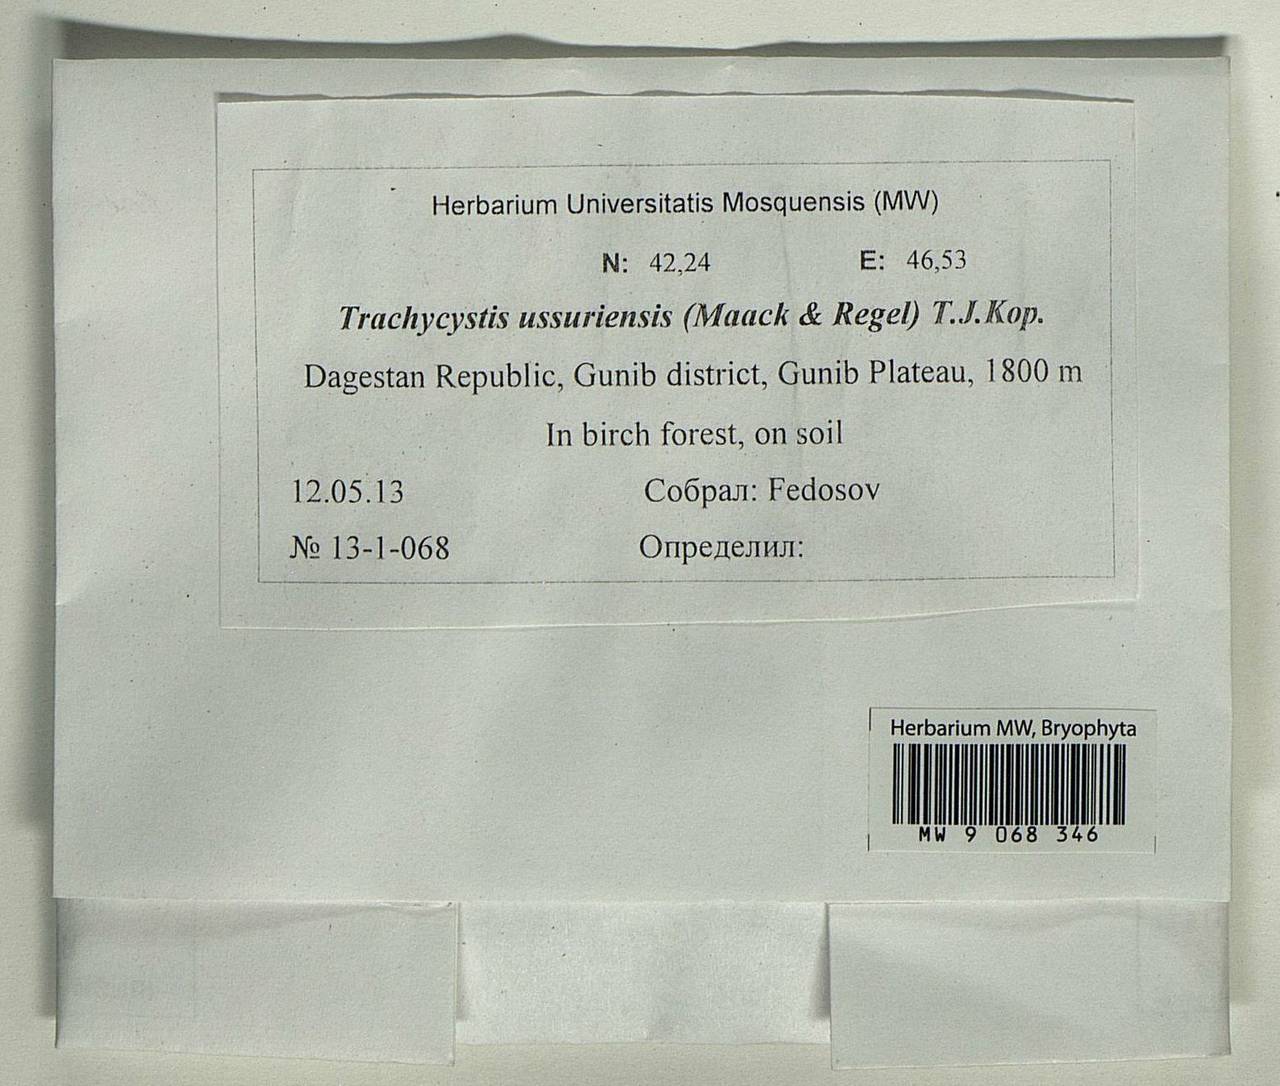 Herbarium Universitatis Mosquensis (MW)
N: 42,24 E: 46,53
Trachycystis ussuriensis (Maack & Regel) T.J.Kop.
Dagestan Republic, Gunib district, Gunib Plateau, 1800 m
In birch forest, on soil
12.05.13 Собрал: Fedosov
№ 13-1-068 Определил:
Herbarium MW, Bryophyta
MW 9 068 346